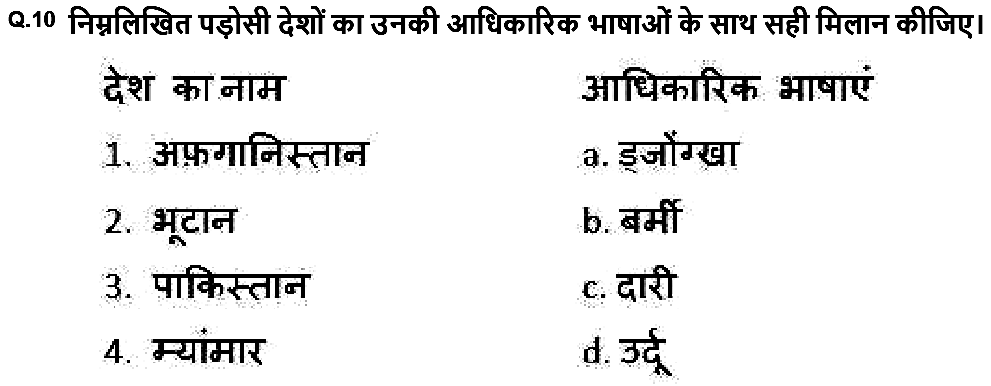 Q.10 निम्नलिखित पड़ोसी देशों का उनकी आधिकारिक भाषाओं के साथ सही मिलान कीजिए।
देश का नाम आधिकारिक भाषाएं
1. अफ़गानिस्तान a. ड्जोंग्खा
2. भूटान b. बर्मी
3. पाकिस्तान c. दारी
4. म्यांमार d. उर्दू